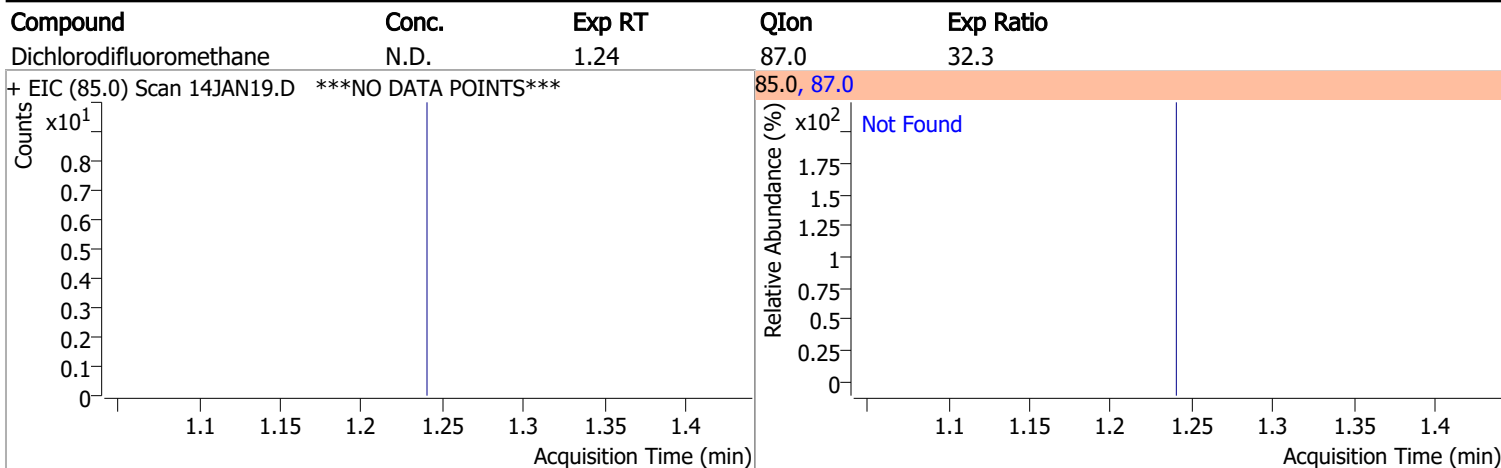 Compound Conc. Exp RT QIon Exp Ratio
Dichlorodifluoromethane N.D. 1.24 87.0 32.3
+ EIC (85.0) Scan 14JAN19.D ***NO DATA POINTS***
Counts
x10^1
0.8
0.7
0.6
0.5
0.4
0.3
0.2
0.1
0
1.1 1.15 1.2 1.25 1.3 1.35 1.4
Acquisition Time (min)
85.0, 87.0
Relative Abundance (%)
x10^2
Not Found
1.75
1.5
1.25
1
0.75
0.5
0.25
0
1.1 1.15 1.2 1.25 1.3 1.35 1.4
Acquisition Time (min)